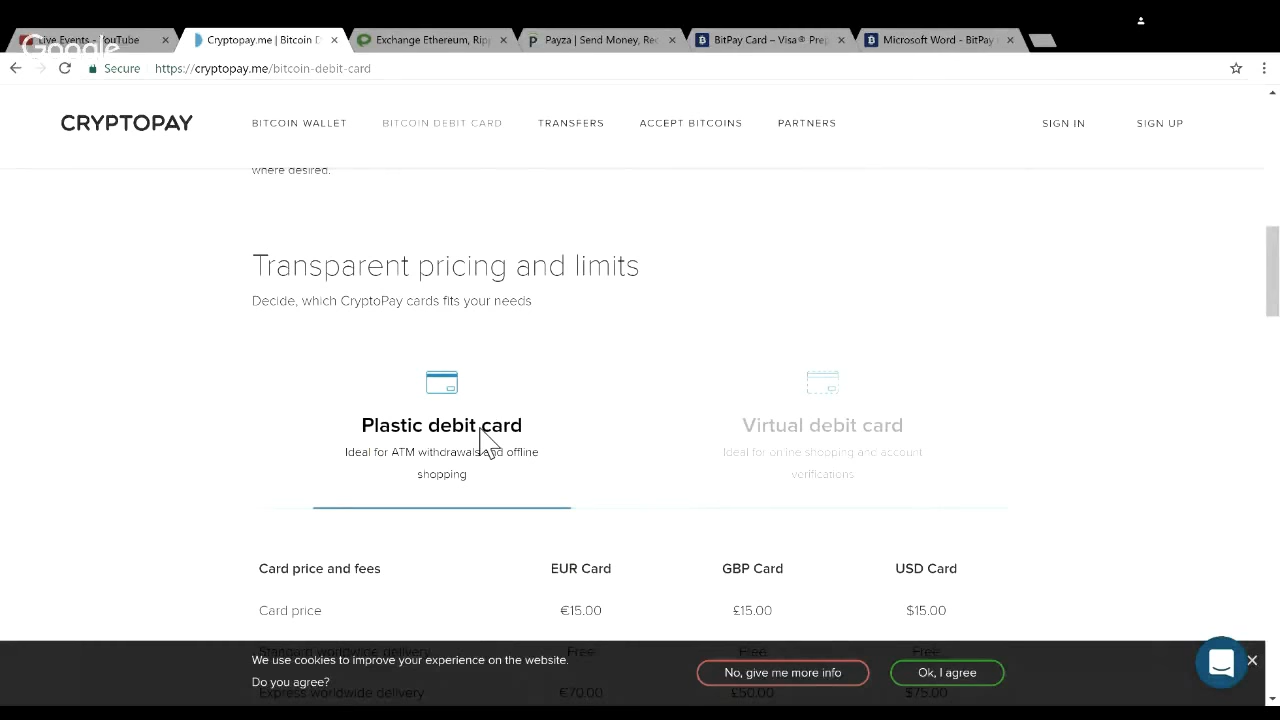 Live Events - YouTube
Cryptopay.me | Bitcoin D
Exchange Ethereum, Rip
Payza | Send Money, Rec
BitPay Card – Visa® Prep
Microsoft Word - BitPay
Google
Secure
https://cryptopay.me/bitcoin-debit-card
CRYPTOPAY
BITCOIN WALLET
BITCOIN DEBIT CARD
TRANSFERS
ACCEPT BITCOINS
PARTNERS
SIGN IN
SIGN UP
where desired.
Transparent pricing and limits
Decide, which CryptoPay cards fits your needs
Plastic debit card
Ideal for ATM withdrawals and offline
shopping
Virtual debit card
Ideal for online shopping and account
verifications
Card price and fees EUR Card GBP Card USD Card
Card price €15.00 £15.00 $15.00
Standard worldwide delivery Free Free Free
Express worldwide delivery €70.00 £50.00 $75.00
We use cookies to improve your experience on the website.
Do you agree?
No, give me more info
Ok, I agree